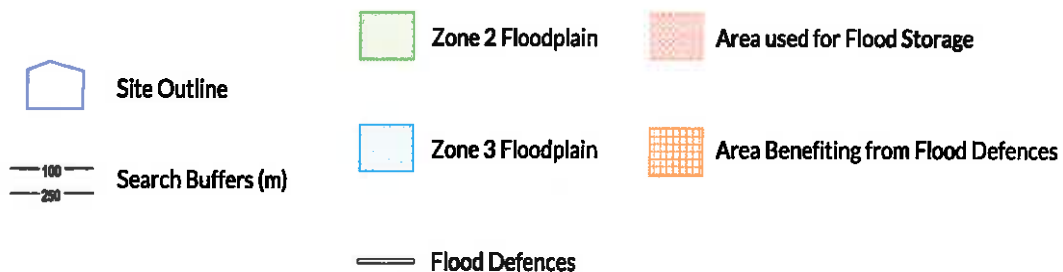 Site Outline
100
250
Search Buffers (m)
Zone 2 Floodplain
Zone 3 Floodplain
Flood Defences
Area used for Flood Storage
Area Benefiting from Flood Defences